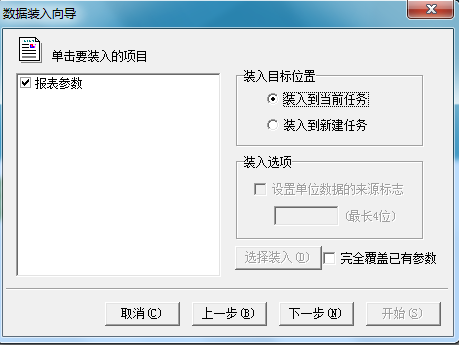 数据装入向导
单击要装入的项目
报表参数
装入目标位置
装入到当前任务
装入到新建任务
装入选项
设置单位数据的来源标志
(最长4位)
选择装入(D)
完全覆盖已有参数
取消(C)
上一步(B)
下一步(N)
开始(S)